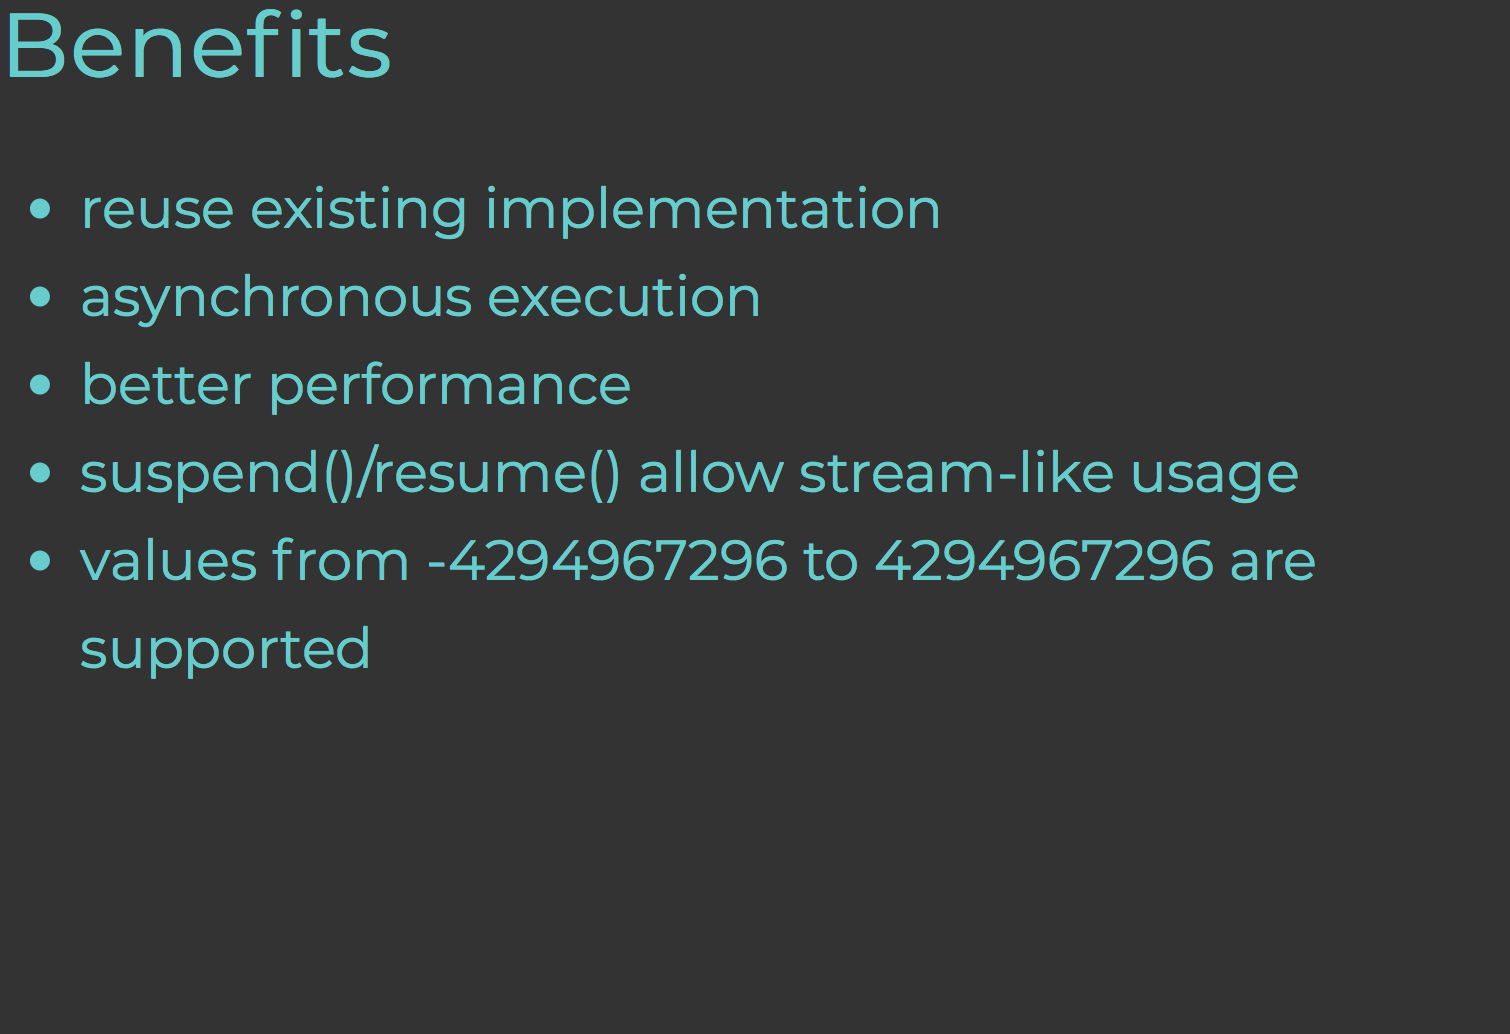 Benefits
• reuse existing implementation
• asynchronous execution
• better performance
• suspend()/resume() allow stream-like usage
• values from -4294967296 to 4294967296 are
supported